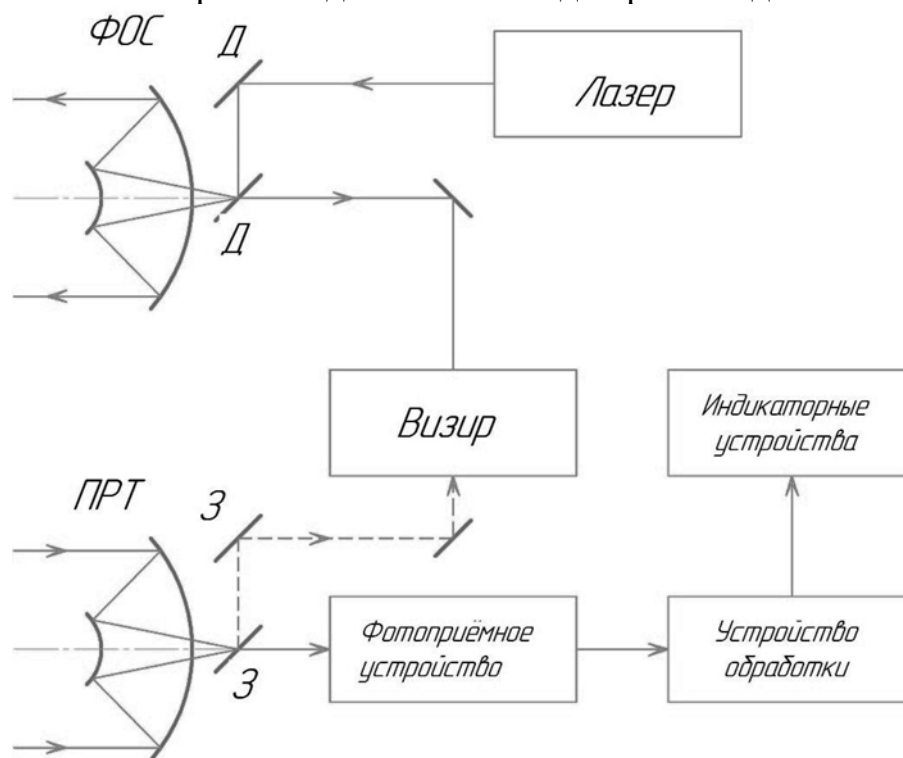 ФОС
Д
Лазер
Д
Визир
Индикаторные
устройства
ПРТ
З
Фотоприёмное
устройство
Устройство
обработки
З